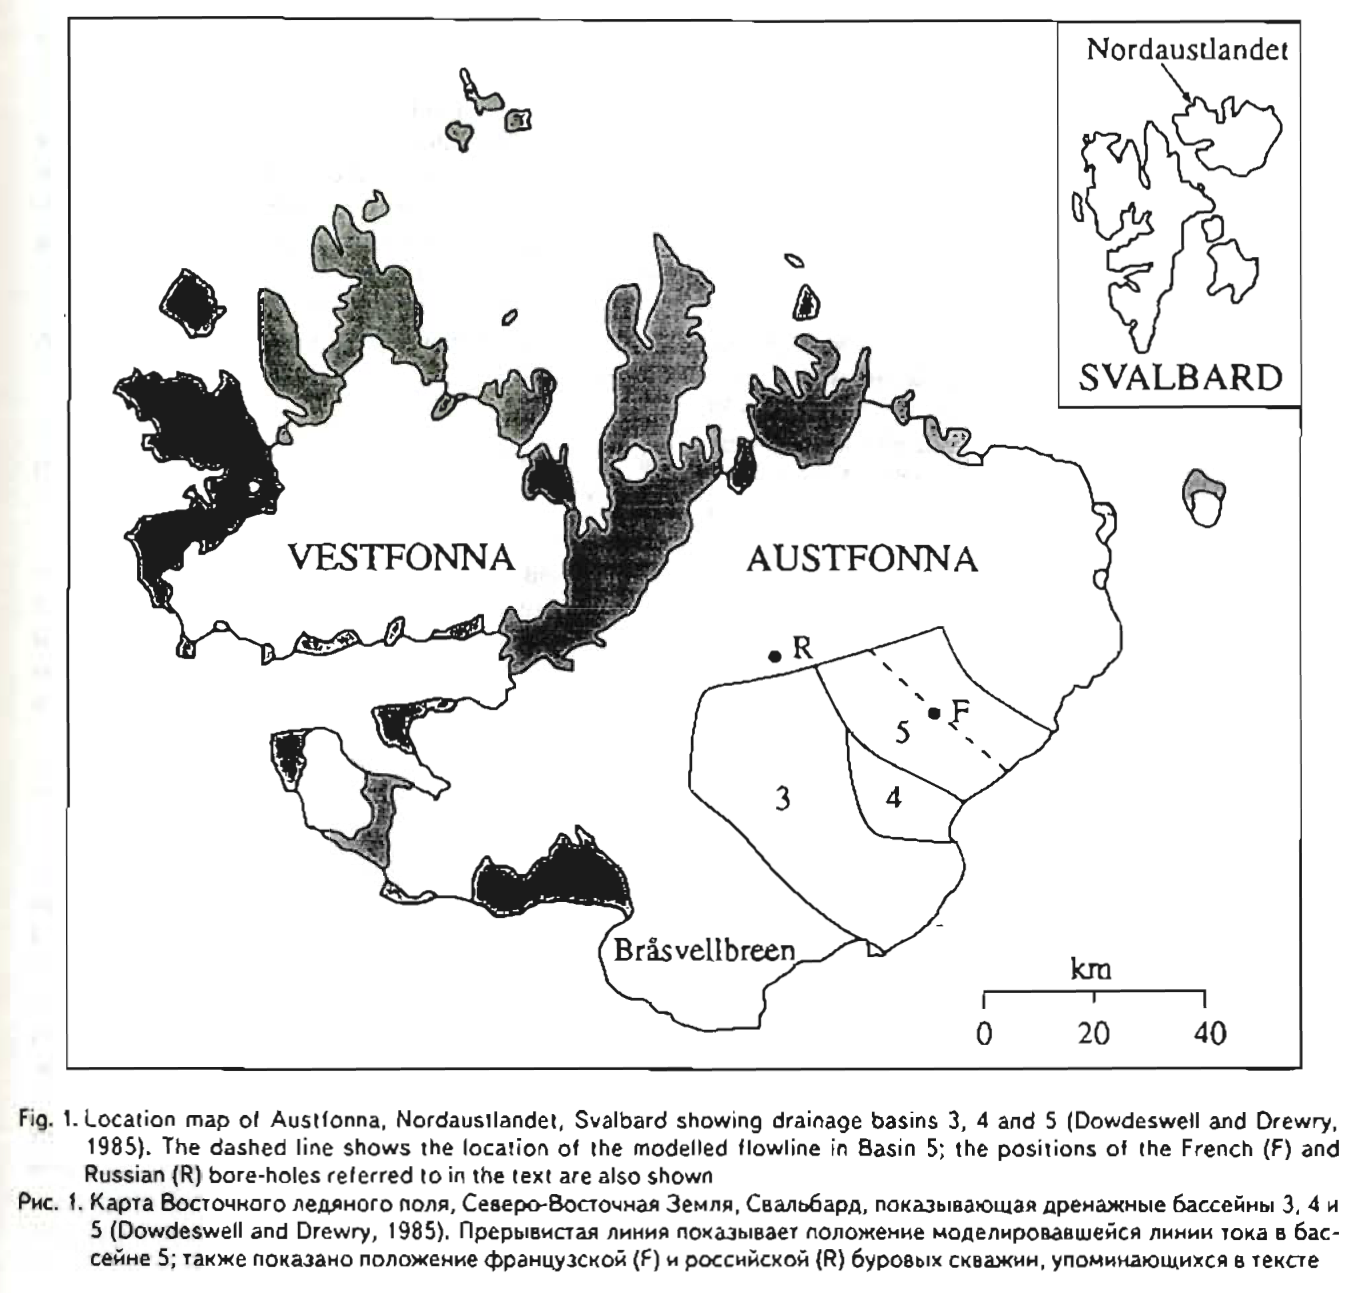 Nordaustlandet
SVALBARD
VESTFONNA
AUSTFONNA
R
F
5
3
4
Bråsvellbreen
km
0 20 40
Fig. 1. Location map of Austfonna, Nordaustlandet, Svalbard showing drainage basins 3, 4 and 5 (Dowdeswell and Drewry,
1985). The dashed line shows the location of the modelled flowline in Basin 5; the positions of the French (F) and
Russian (R) bore-holes referred to in the text are also shown
Рис. 1. Карта Восточного ледяного поля, Северо-Восточная Земля, Свальбард, показывающая дренажные бассейны 3, 4 и
5 (Dowdeswell and Drewry, 1985). Прерывистая линия показывает положение моделировавшейся линии тока в бас-
сейне 5; также показано положение французской (F) и российской (R) буровых скважин, упоминающихся в тексте